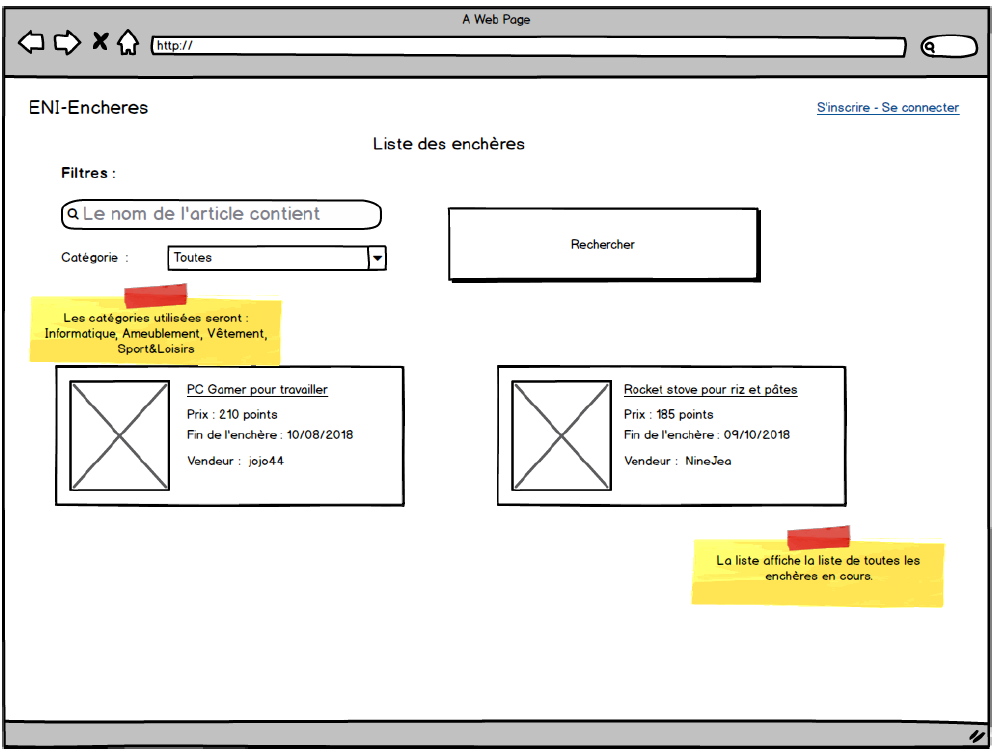 A Web Page
http://
ENI-Encheres
S'inscrire - Se connecter
Liste des enchères
Filtres :
Le nom de l'article contient
Catégorie :
Toutes
Rechercher
Les catégories utilisées seront :
Informatique, Ameublement, Vêtement,
Sport&Loisirs
PC Gamer pour travailler
Prix : 210 points
Fin de l'enchère : 10/08/2018
Vendeur : jojo44
Rocket stove pour riz et pâtes
Prix : 185 points
Fin de l'enchère : 09/10/2018
Vendeur : NineJea
La liste affiche la liste de toutes les
enchères en cours.